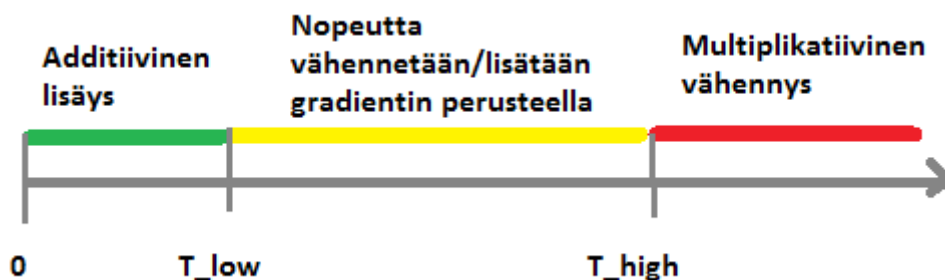 Additiivinen
lisäys
Nopeutta
vähennetään/lisätään
gradientin perusteella
Multiplikatiivinen
vähennys
0
T_low
T_high